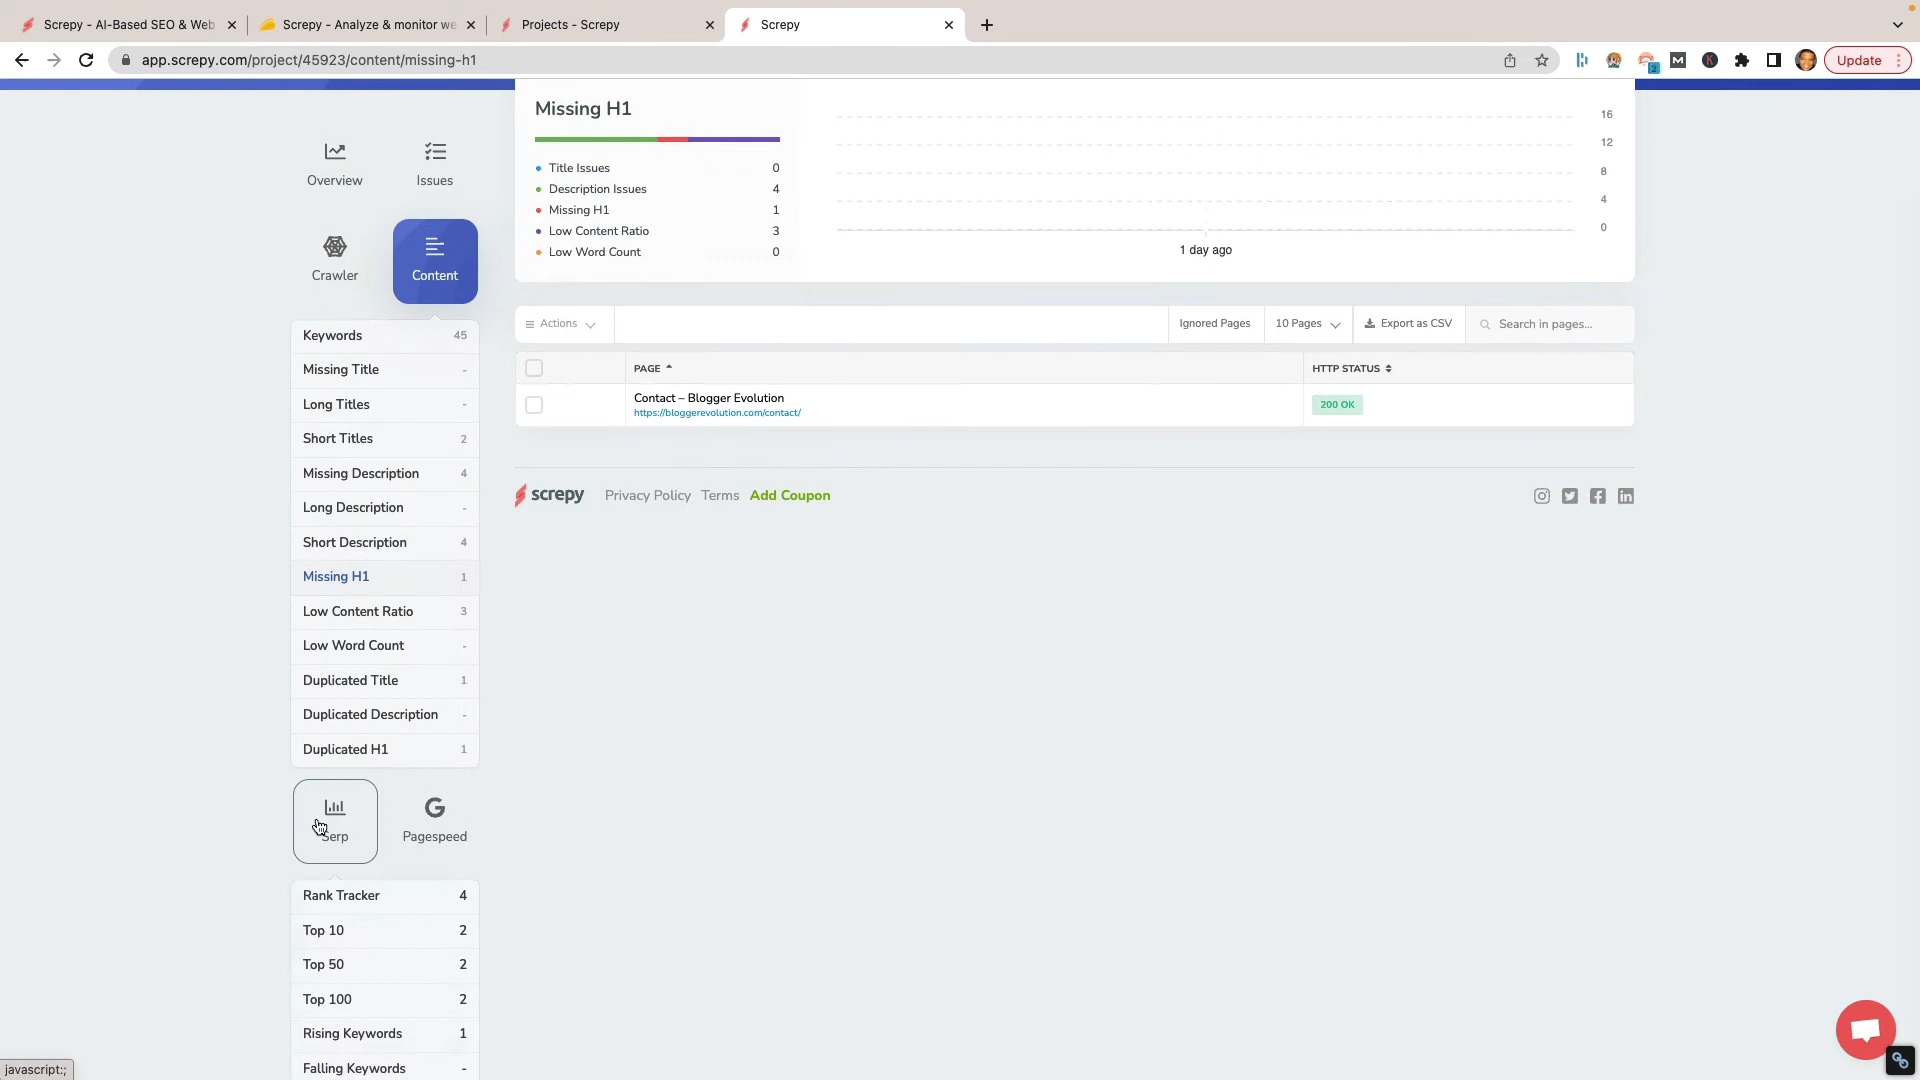 Screpy - AI-Based SEO & Web
Screpy - Analyze & monitor we
Projects - Screpy
Screpy
app.screpy.com/project/45923/content/missing-h1
2
M
K
Update
Missing H1
Title Issues 0
Description Issues 4
Missing H1 1
Low Content Ratio 3
Low Word Count 0
16
12
8
4
0
1 day ago
Overview
Issues
Crawler
Content
Keywords 45
Missing Title -
Long Titles -
Short Titles 2
Missing Description 4
Long Description -
Short Description 4
Missing H1 1
Low Content Ratio 3
Low Word Count -
Duplicated Title 1
Duplicated Description -
Duplicated H1 1
Serp
Pagespeed
Rank Tracker 4
Top 10 2
Top 50 2
Top 100 2
Rising Keywords 1
Falling Keywords -
Actions
Ignored Pages
10 Pages
Export as CSV
Search in pages...
PAGE
HTTP STATUS
Contact – Blogger Evolution
https://bloggerevolution.com/contact/
200 OK
screpy
Privacy Policy
Terms
Add Coupon
javascript:;